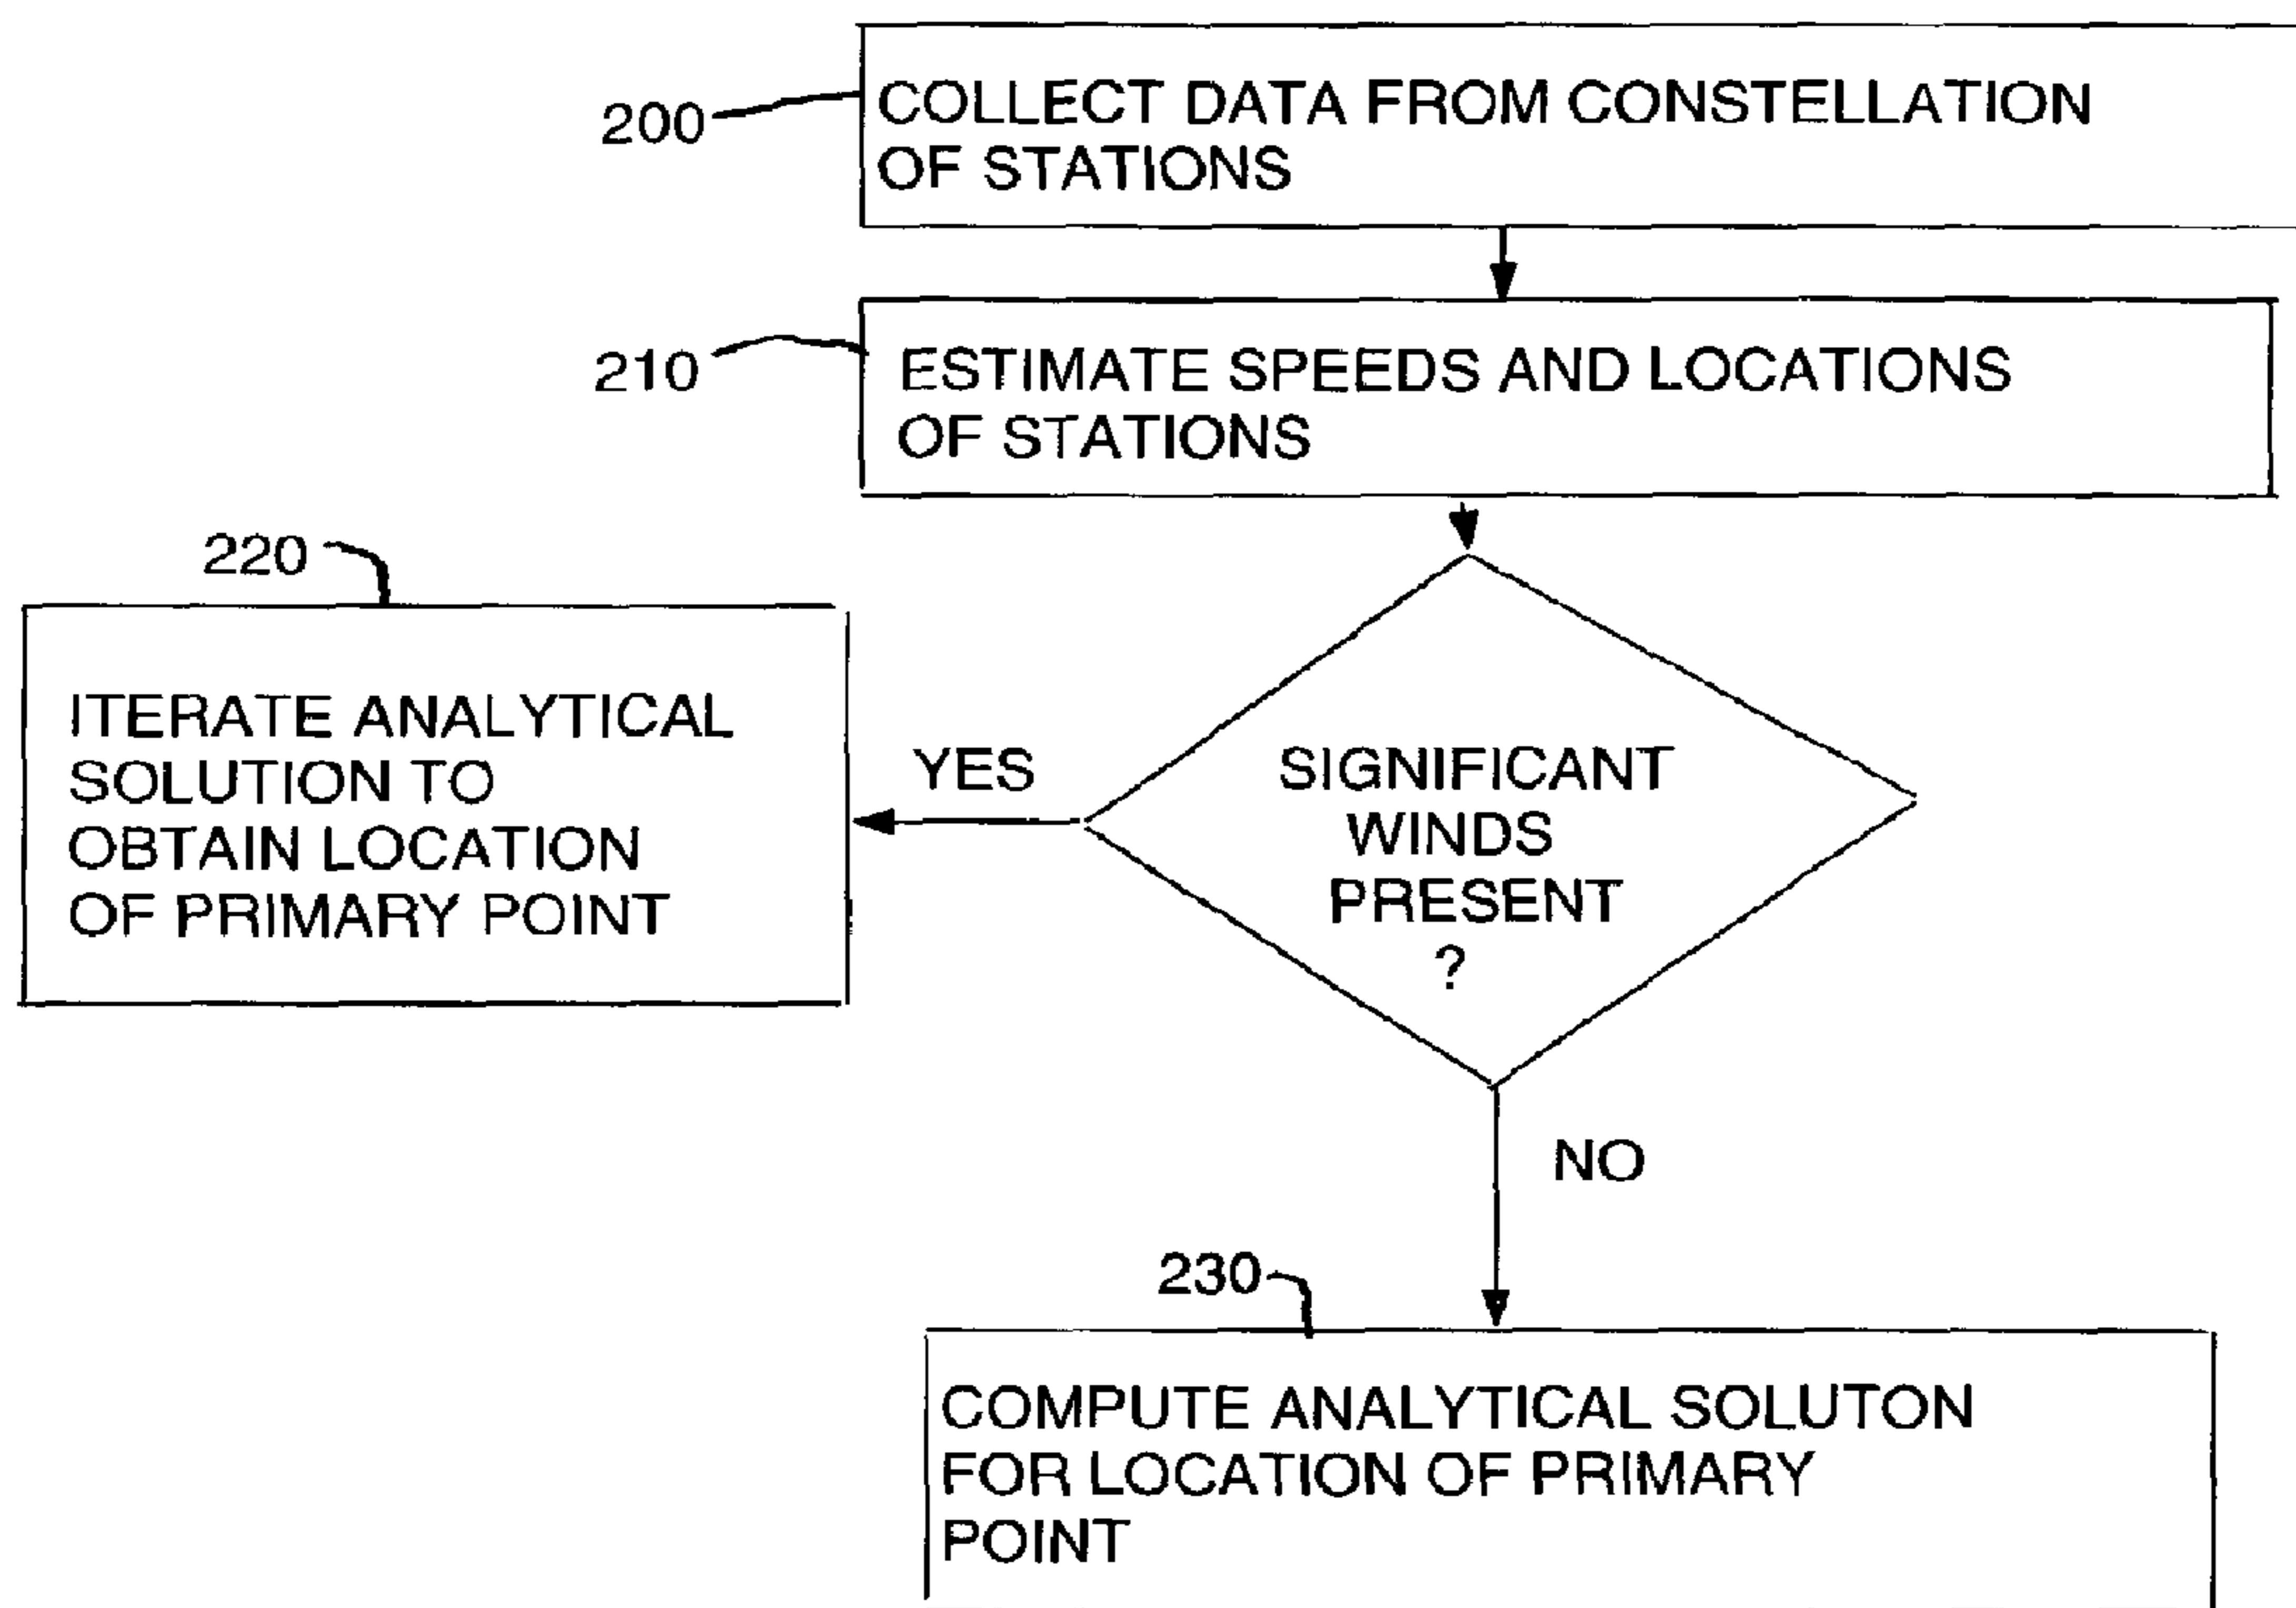 200
COLLECT DATA FROM CONSTELLATION
OF STATIONS
210
ESTIMATE SPEEDS AND LOCATIONS
OF STATIONS
220
ITERATE ANALYTICAL
SOLUTION TO
OBTAIN LOCATION
OF PRIMARY POINT
YES
SIGNIFICANT
WINDS
PRESENT
?
NO
230
COMPUTE ANALYTICAL SOLUTON
FOR LOCATION OF PRIMARY
POINT